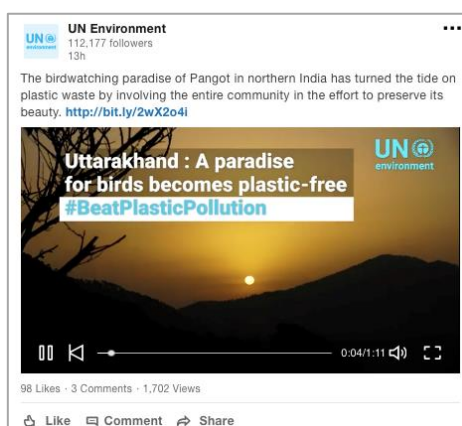 UN Environment
112,177 followers
13h
UN
environment
The birdwatching paradise of Pangot in northern India has turned the tide on
plastic waste by involving the entire community in the effort to preserve its
beauty. http://bit.ly/2wX2o4i
Uttarakhand : A paradise
for birds becomes plastic-free
#BeatPlasticPollution
UN
environment
0:04/1:11
98 Likes · 3 Comments · 1,702 Views
Like Comment Share